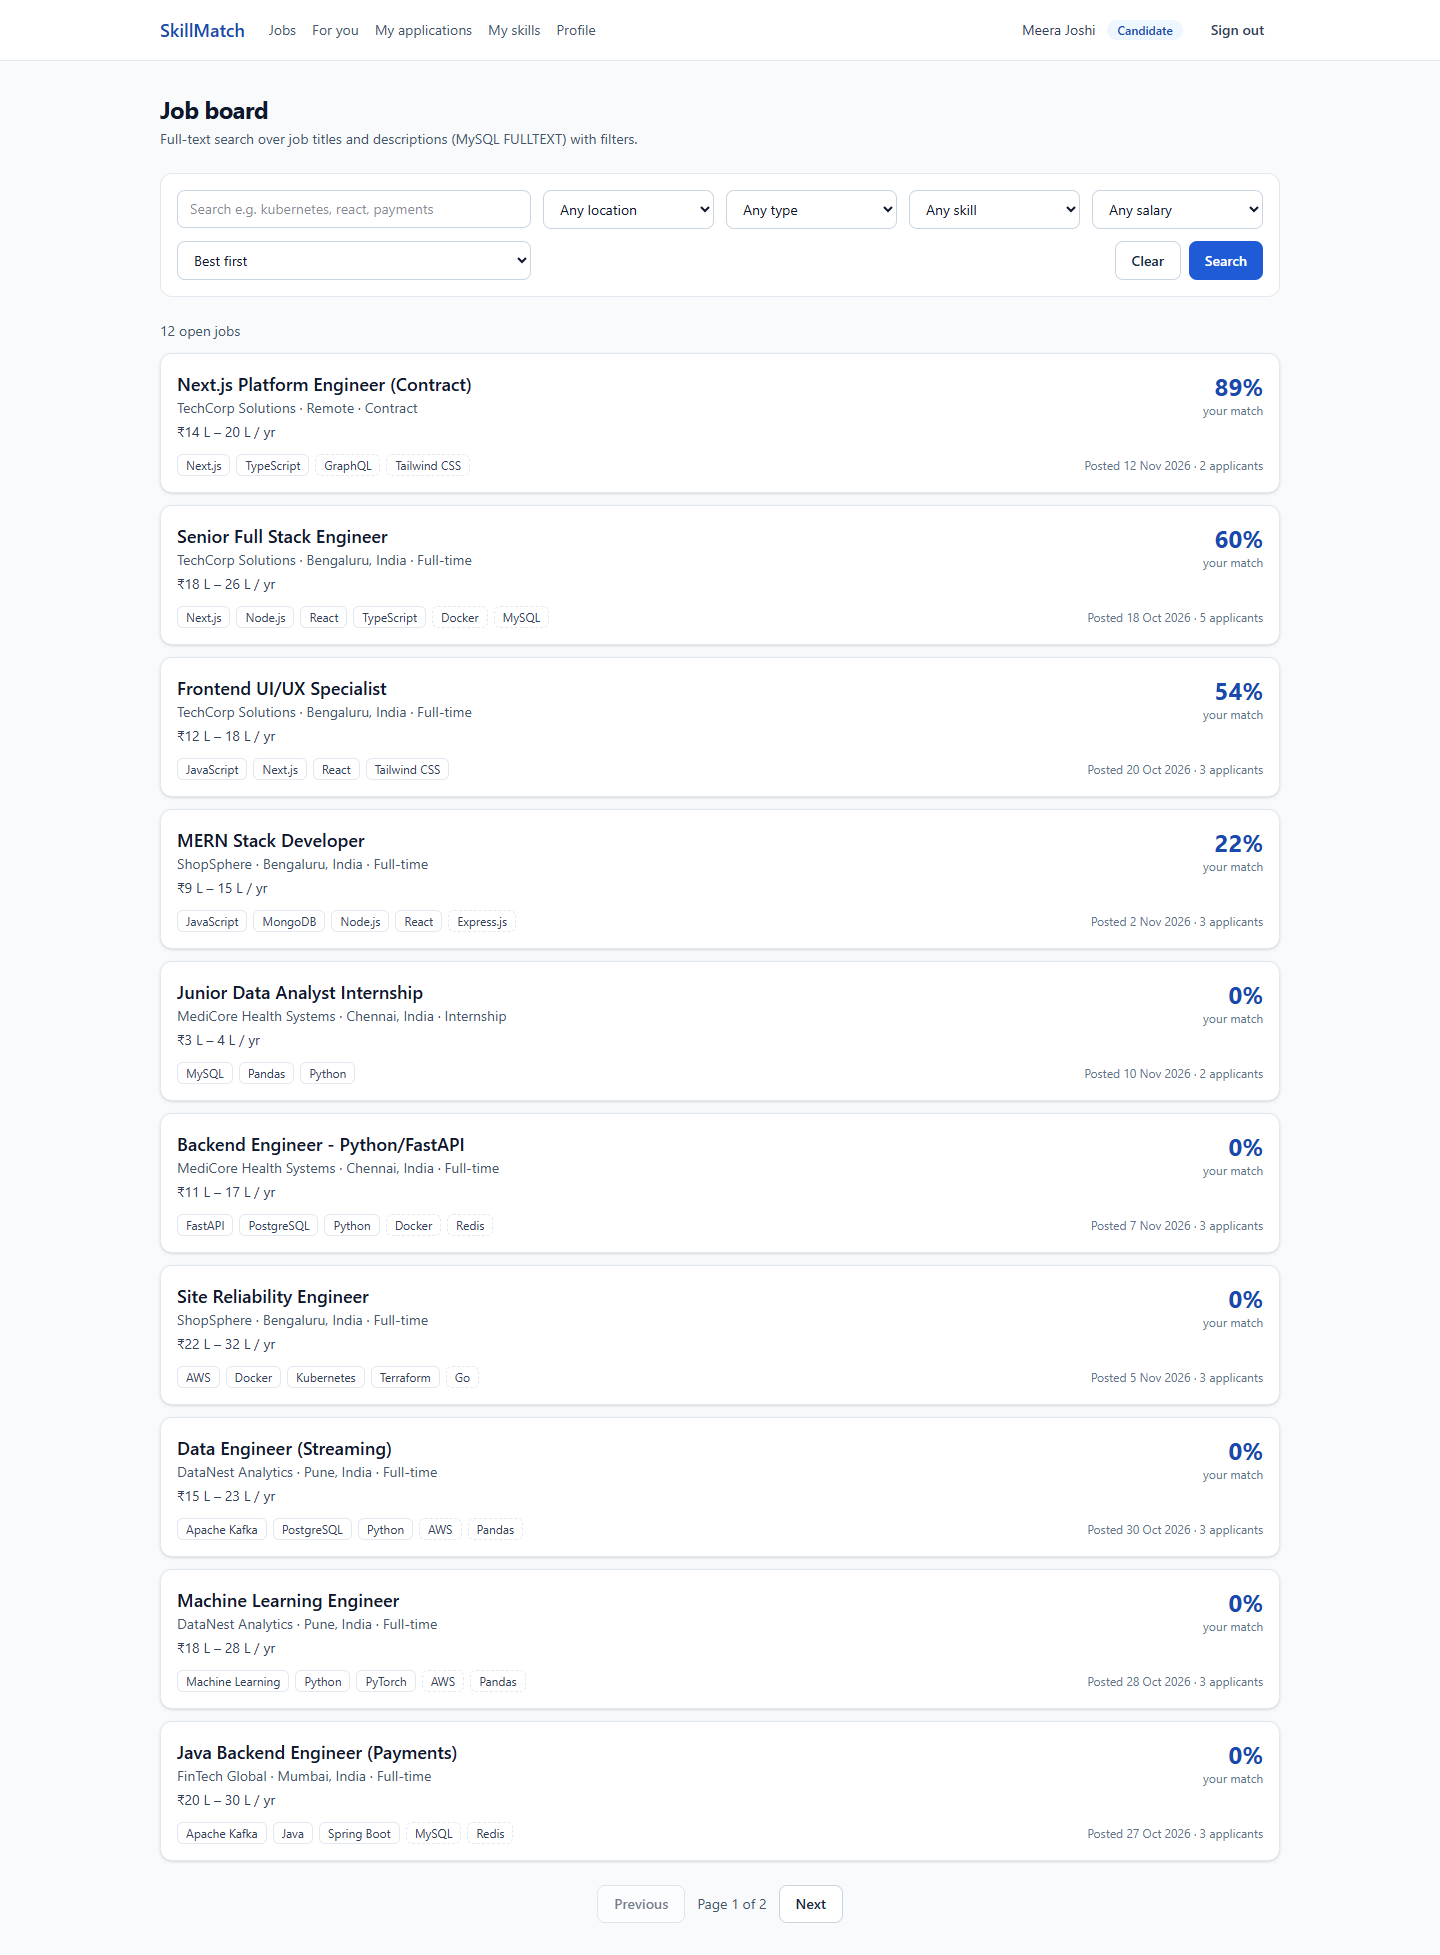 SkillMatch Jobs For you My applications My skills Profile Meera Joshi Candidate Sign out
Job board
Full-text search over job titles and descriptions (MySQL FULLTEXT) with filters.
Search e.g. kubernetes, react, payments Any location Any type Any skill Any salary
Best first Clear Search
12 open jobs
Next.js Platform Engineer (Contract) 89%
TechCorp Solutions · Remote · Contract your match
₹14 L – 20 L / yr
Next.js TypeScript GraphQL Tailwind CSS Posted 12 Nov 2026 · 2 applicants
Senior Full Stack Engineer 60%
TechCorp Solutions · Bengaluru, India · Full-time your match
₹18 L – 26 L / yr
Next.js Node.js React TypeScript Docker MySQL Posted 18 Oct 2026 · 5 applicants
Frontend UI/UX Specialist 54%
TechCorp Solutions · Bengaluru, India · Full-time your match
₹12 L – 18 L / yr
JavaScript Next.js React Tailwind CSS Posted 20 Oct 2026 · 3 applicants
MERN Stack Developer 22%
ShopSphere · Bengaluru, India · Full-time your match
₹9 L – 15 L / yr
JavaScript MongoDB Node.js React Express.js Posted 2 Nov 2026 · 3 applicants
Junior Data Analyst Internship 0%
MediCore Health Systems · Chennai, India · Internship your match
₹3 L – 4 L / yr
MySQL Pandas Python Posted 10 Nov 2026 · 2 applicants
Backend Engineer - Python/FastAPI 0%
MediCore Health Systems · Chennai, India · Full-time your match
₹11 L – 17 L / yr
FastAPI PostgreSQL Python Docker Redis Posted 7 Nov 2026 · 3 applicants
Site Reliability Engineer 0%
ShopSphere · Bengaluru, India · Full-time your match
₹22 L – 32 L / yr
AWS Docker Kubernetes Terraform Go Posted 5 Nov 2026 · 3 applicants
Data Engineer (Streaming) 0%
DataNest Analytics · Pune, India · Full-time your match
₹15 L – 23 L / yr
Apache Kafka PostgreSQL Python AWS Pandas Posted 30 Oct 2026 · 3 applicants
Machine Learning Engineer 0%
DataNest Analytics · Pune, India · Full-time your match
₹18 L – 28 L / yr
Machine Learning Python PyTorch AWS Pandas Posted 28 Oct 2026 · 3 applicants
Java Backend Engineer (Payments) 0%
FinTech Global · Mumbai, India · Full-time your match
₹20 L – 30 L / yr
Apache Kafka Java Spring Boot MySQL Redis Posted 27 Oct 2026 · 3 applicants
Previous Page 1 of 2 Next